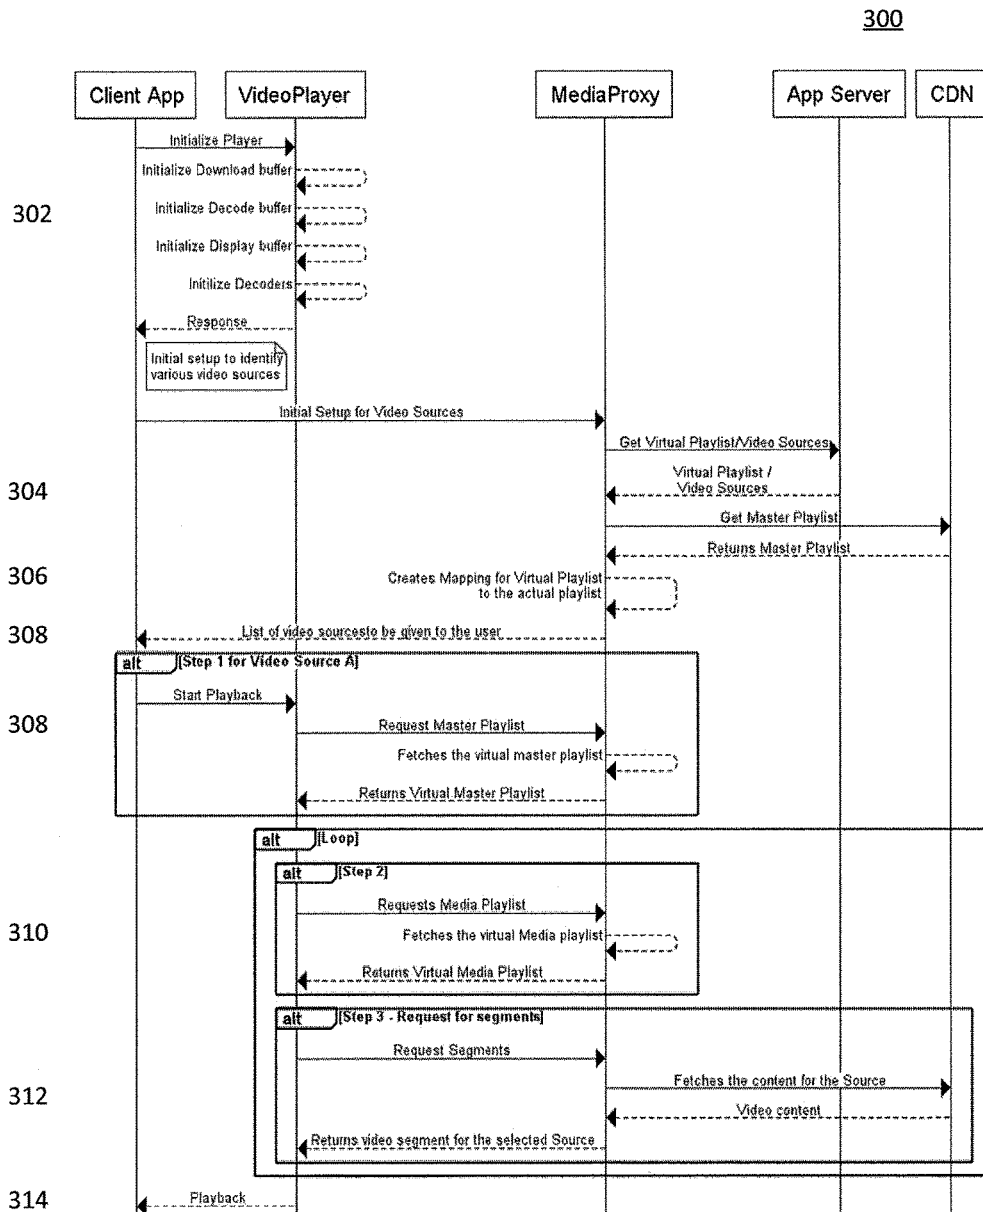 300
Client App
VideoPlayer
MediaProxy
App Server
CDN
Initialize Player
Initialize Download buffer
302
Initialize Decode buffer
Initialize Display buffer
Initilize Decoders
Response
Initial setup to identify
various video sources
Initial Setup for Video Sources
Get Virtual Playlist/Video Sources
304
Virtual Playlist /
Video Sources
Get Master Playlist
Returns Master Playlist
306
Creates Mapping for Virtual Playlist
to the actual playlist
308
List of video sourcesto be given to the user
alt
[Step 1 for Video Source A]
Start Playback
308
Request Master Playlist
Fetches the virtual master playlist
Returns Virtual Master Playlist
alt
[Loop]
alt
[Step 2]
Requests Media Playlist
310
Fetches the virtual Media playlist
Returns Virtual Media Playlist
alt
[Step 3 - Request for segments]
Request Segments
312
Fetches the content for the Source
Video content
Returns video segment for the selected Source
314
Playback